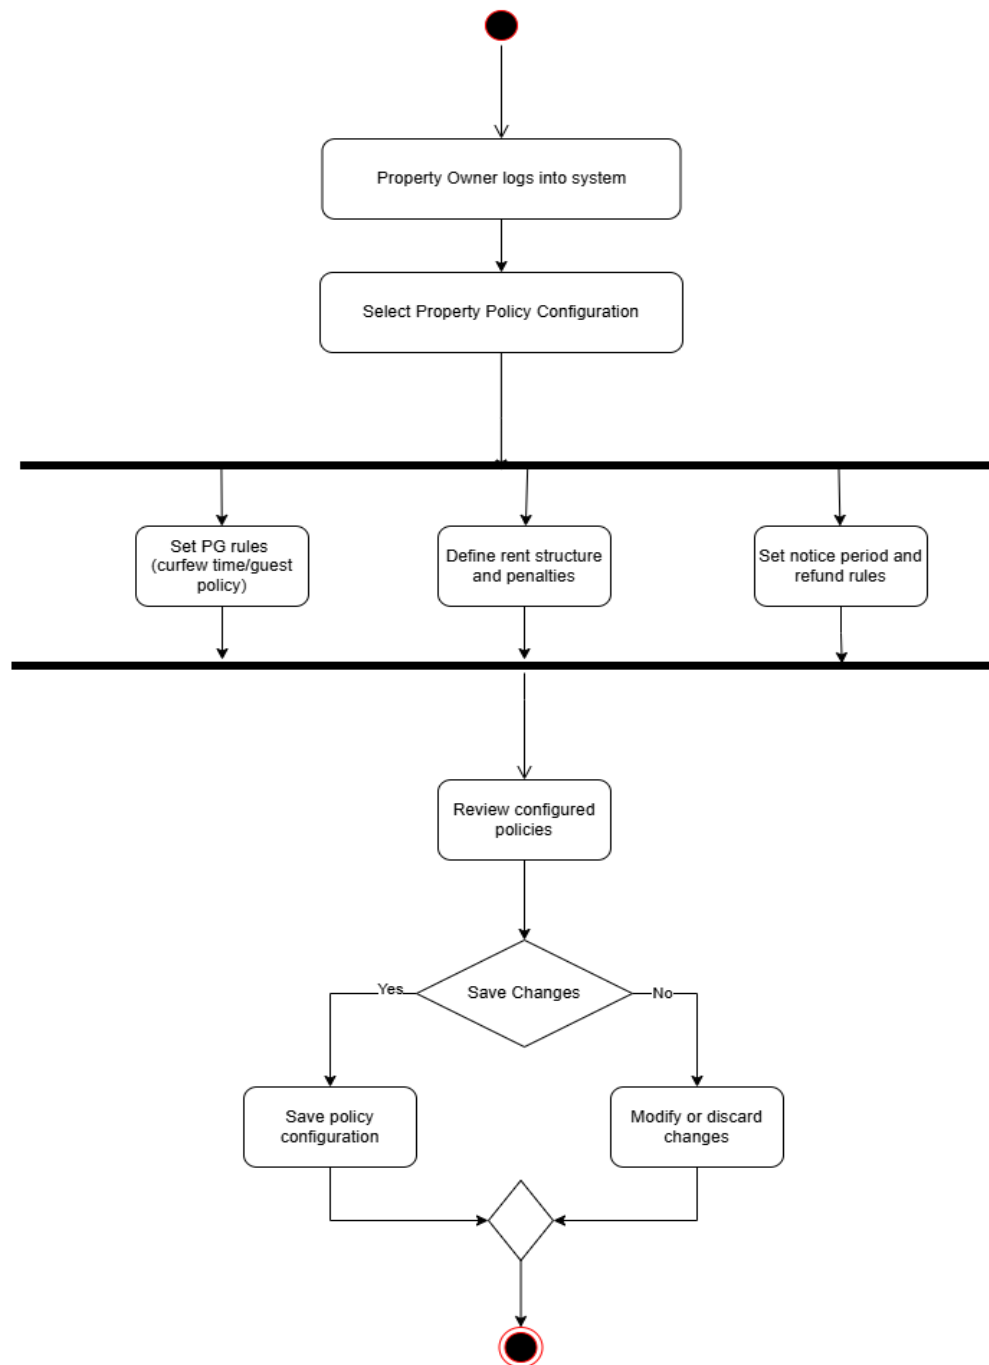 Property Owner logs into system
Select Property Policy Configuration
Set PG rules
(curfew time/guest
policy)
Define rent structure
and penalties
Set notice period and
refund rules
Review configured
policies
Save Changes
Yes
No
Save policy
configuration
Modify or discard
changes